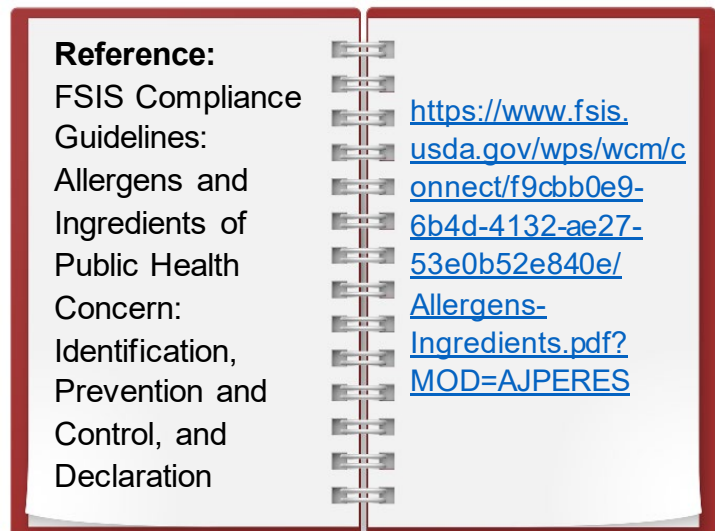 Reference:
FSIS Compliance
Guidelines:
Allergens and
Ingredients of
Public Health
Concern:
Identification,
Prevention and
Control, and
Declaration
https://www.fsis.
usda.gov/wps/wcm/c
onnect/f9cbb0e9-
6b4d-4132-ae27-
53e0b52e840e/
Allergens-
Ingredients.pdf?
MOD=AJPERES